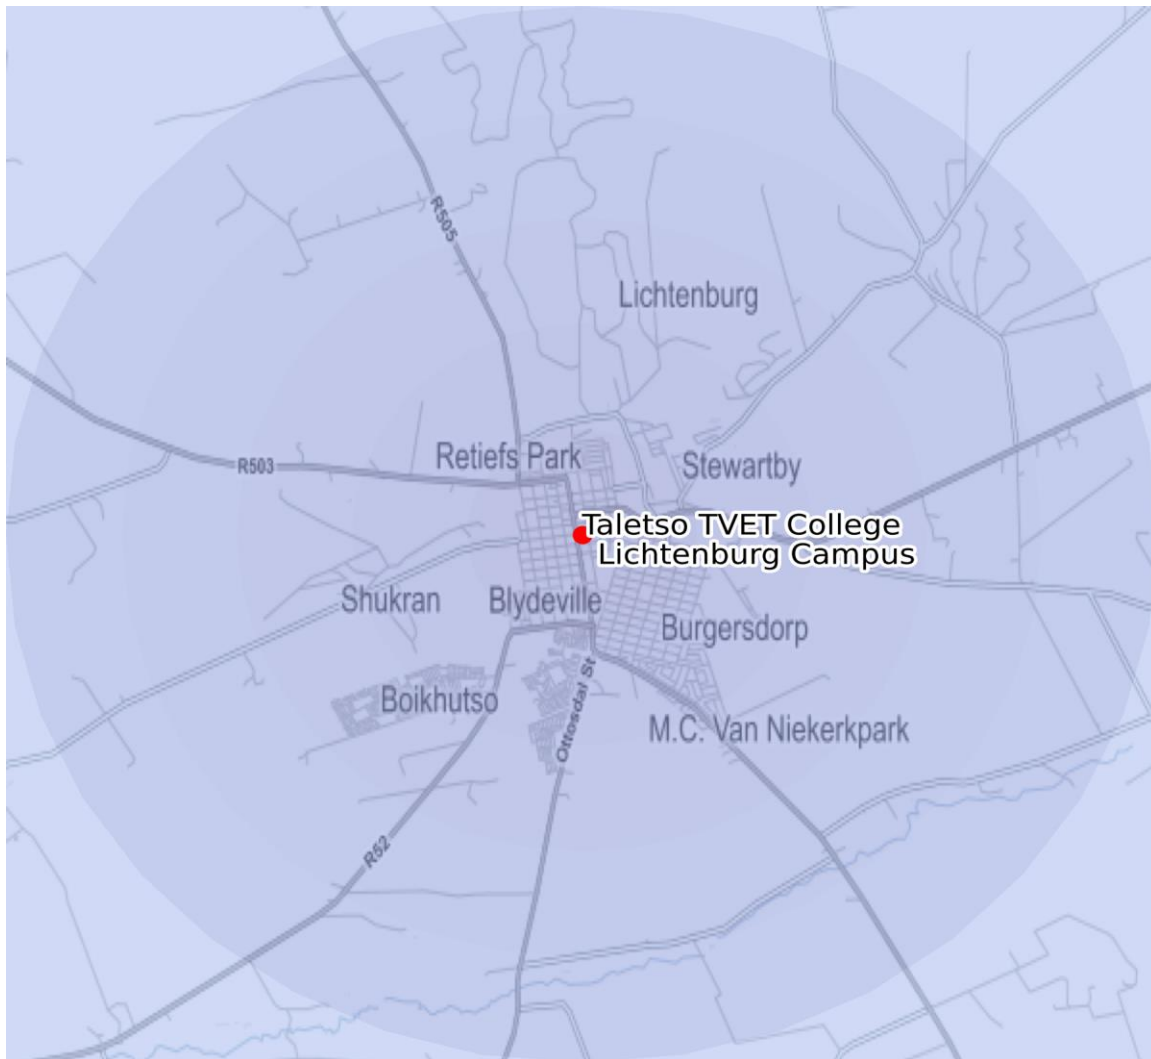 R505
Lichtenburg
Retiefs Park
R503
Stewartby
Taletso TVET College
Lichtenburg Campus
Shukran
Blydeville
Burgersdorp
Boikhutso
Ottosdal St
M.C. Van Niekerkpark
R52